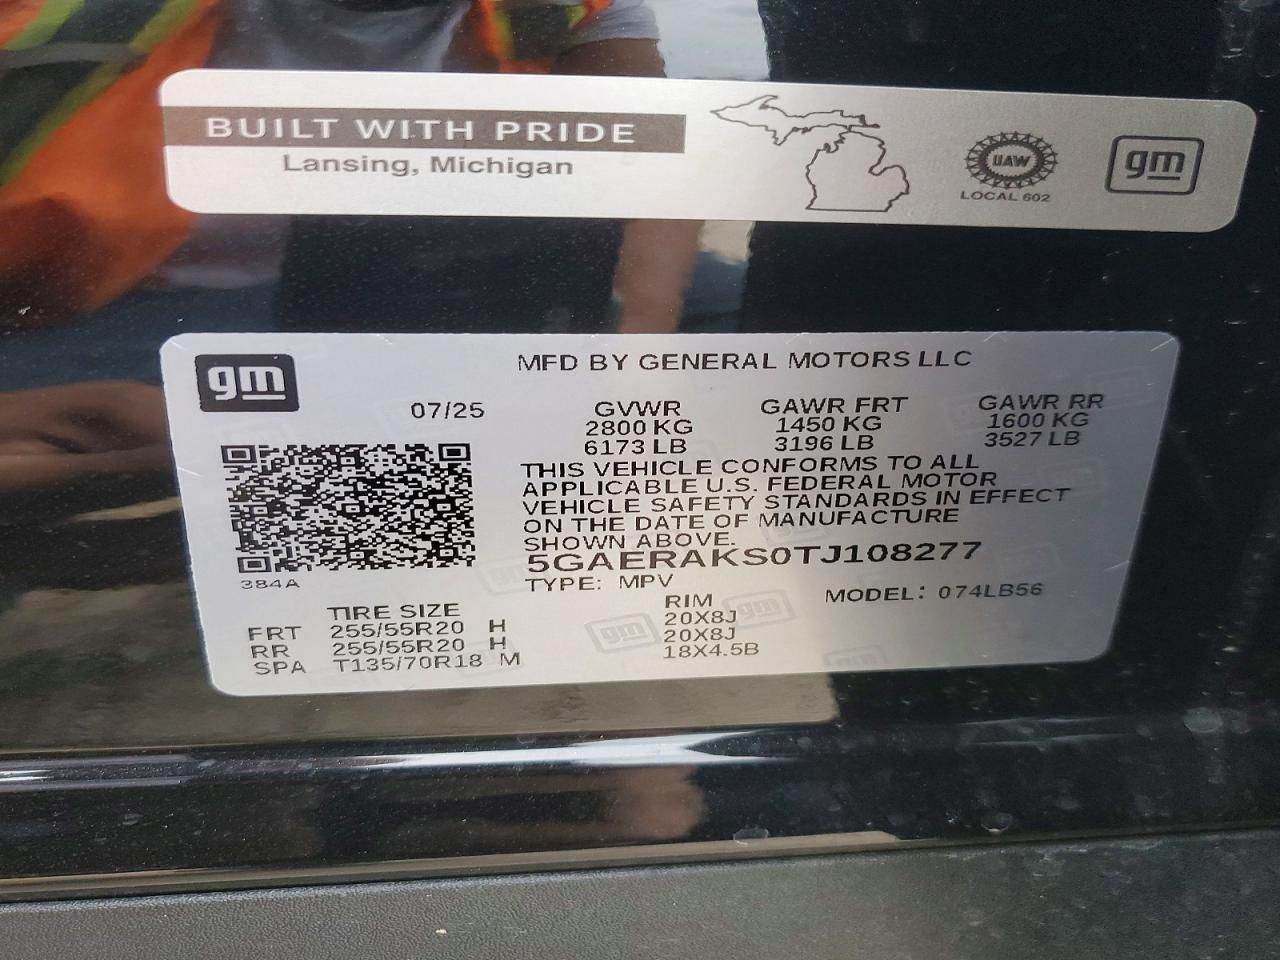 BUILT WITH PRIDE
Lansing, Michigan
UAW
LOCAL 602
gm
gm
MFD BY GENERAL MOTORS LLC
07/25
GVWR GAWR FRT GAWR RR
2800 KG 1450 KG 1600 KG
6173 LB 3196 LB 3527 LB
THIS VEHICLE CONFORMS TO ALL
APPLICABLE U.S. FEDERAL MOTOR
VEHICLE SAFETY STANDARDS IN EFFECT
ON THE DATE OF MANUFACTURE
SHOWN ABOVE.
5GAERAKS0TJ108277
384A
TYPE: MPV
MODEL: 074LB56
TIRE SIZE RIM
FRT 255/55R20 H 20X8J
RR 255/55R20 H 20X8J
SPA T135/70R18 M 18X4.5B
gm
gm